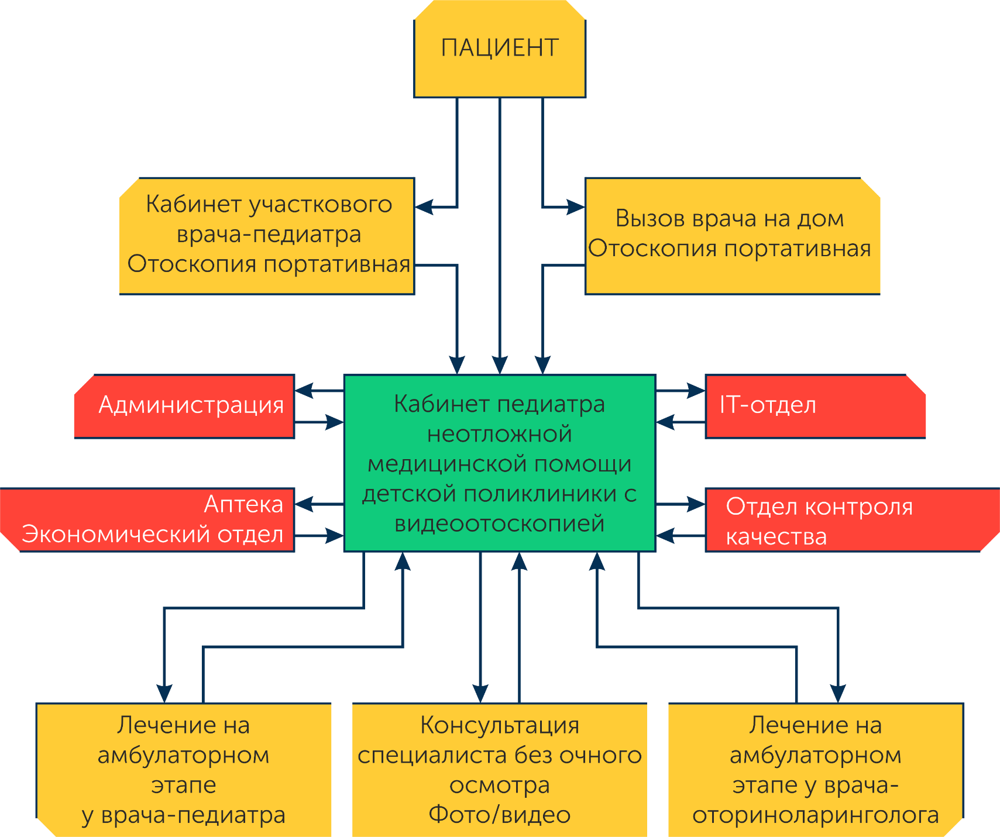 ПАЦИЕНТ
Кабинет участкового
врача-педиатра
Отоскопия портативная
Вызов врача на дом
Отоскопия портативная
Администрация
Кабинет педиатра
неотложной
медицинской помощи
детской поликлиники с
видеоотоскопией
IT-отдел
Аптека
Экономический отдел
Отдел контроля
качества
Лечение на
амбулаторном
этапе
у врача-педиатра
Консультация
специалиста без очного
осмотра
Фото/видео
Лечение на
амбулаторном
этапе у врача-
оториноларинголога